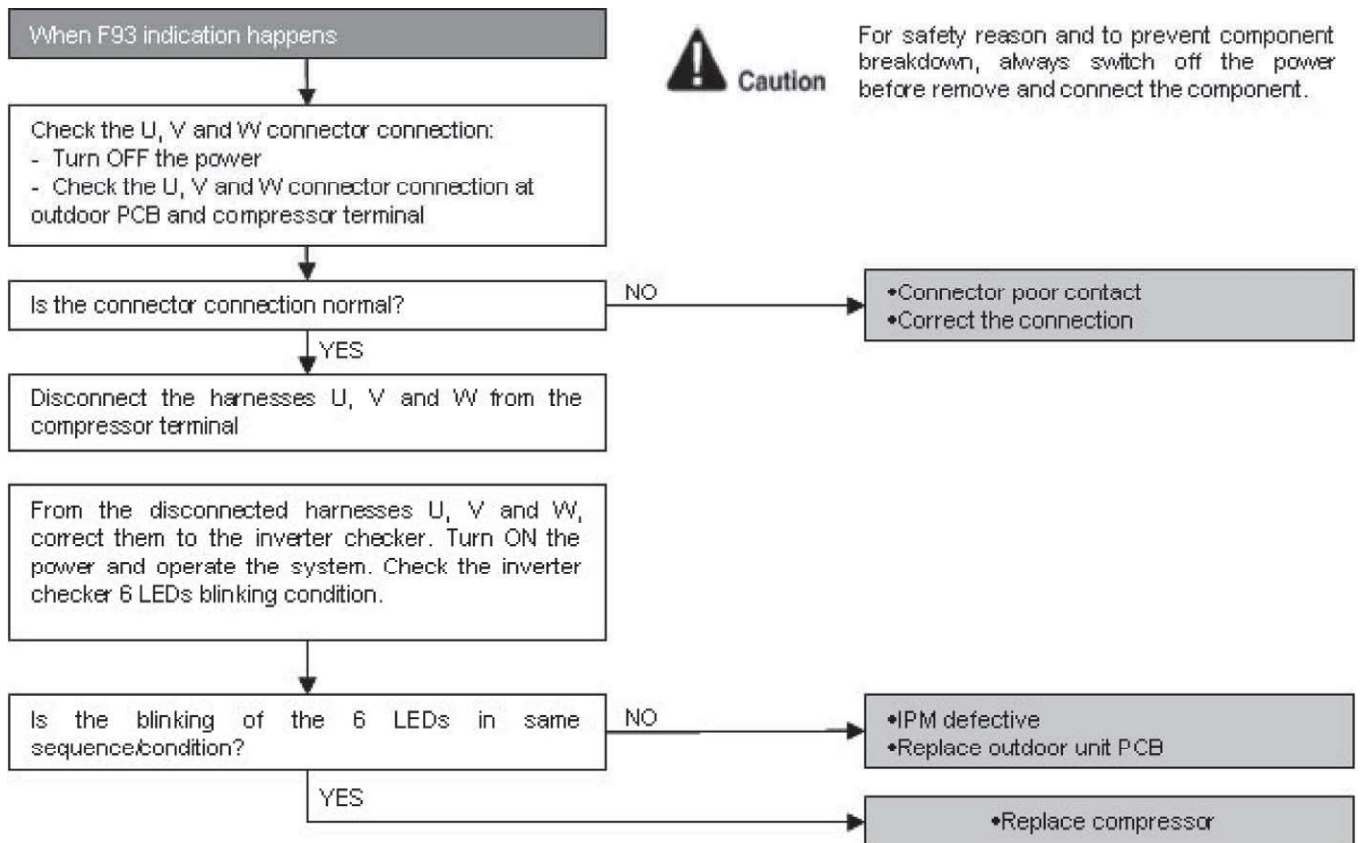 When F93 indication happens
Caution
For safety reason and to prevent component
breakdown, always switch off the power
before remove and connect the component.
Check the U, V and W connector connection:
- Turn OFF the power
- Check the U, V and W connector connection at
outdoor PCB and compressor terminal
Is the connector connection normal?
NO
•Connector poor contact
•Correct the connection
YES
Disconnect the harnesses U, V and W from the
compressor terminal
From the disconnected harnesses U, V and W,
correct them to the inverter checker. Turn ON the
power and operate the system. Check the inverter
checker 6 LEDs blinking condition.
Is the blinking of the 6 LEDs in same
sequence/condition?
NO
•IPM defective
•Replace outdoor unit PCB
YES
•Replace compressor